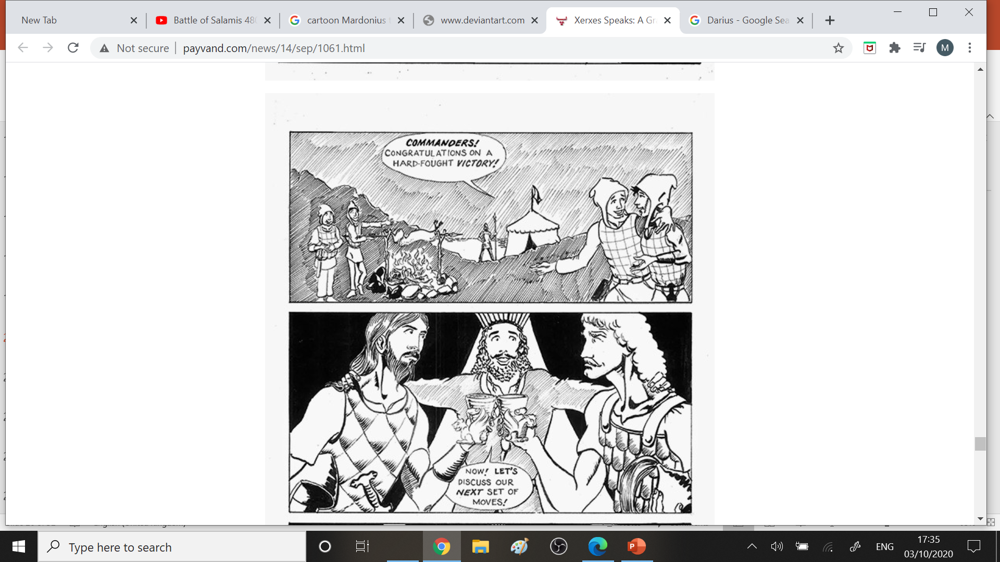 New Tab
Battle of Salamis 480
cartoon Mardonius
www.deviantart.com
Xerxes Speaks: A Gr
Darius - Google Sea
Not secure
payvand.com/news/14/sep/1061.html
M
COMMANDERS!
CONGRATULATIONS ON A
HARD-FOUGHT VICTORY!
NOW! LET'S
DISCUSS OUR
NEXT SET OF
MOVES!
Type here to search
P
ENG
17:35
03/10/2020